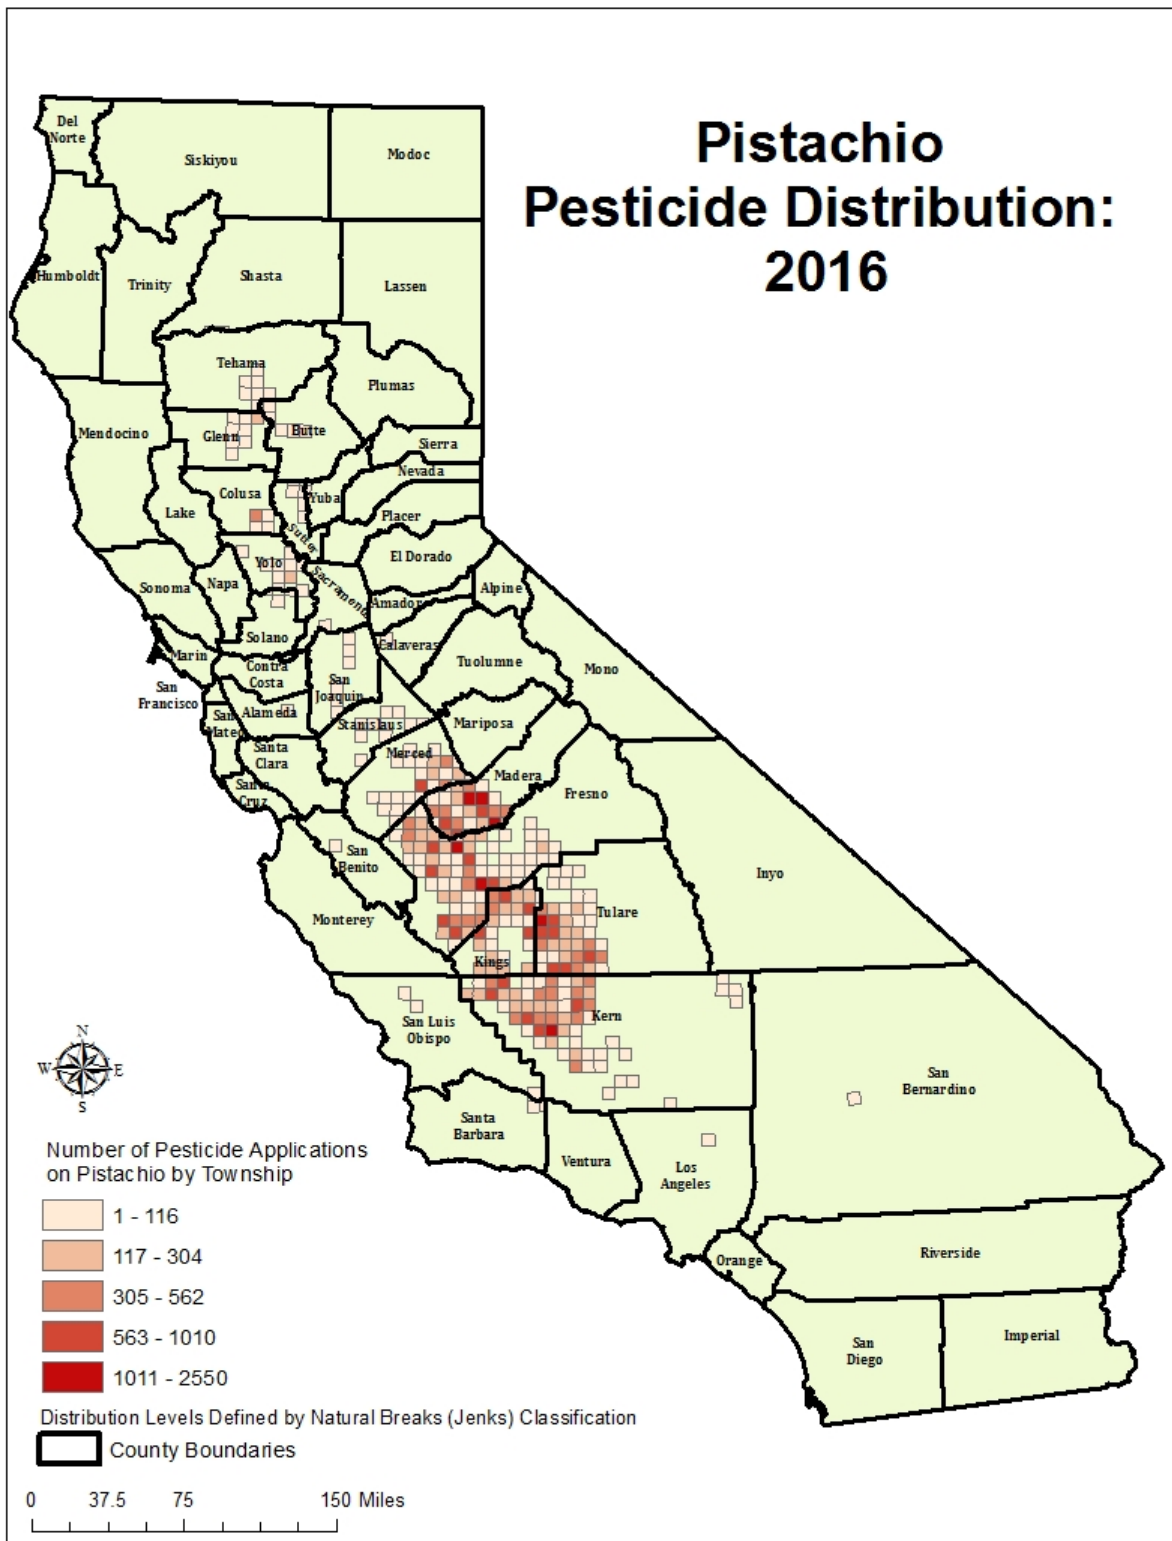 Pistachio
Pesticide Distribution:
2016
Del
Norte
Siskiyou
Modoc
Humboldt
Trinity
Shasta
Lassen
Tehama
Plumas
Mendocino
Glenn
Butte
Sierra
Nevada
Colusa
Yuba
Lake
Placer
Sutter
El Dorado
Yolo
Sonoma
Napa
Sacramento
Amador
Alpine
Solano
Calaveras
Marin
Contra
Costa
Tuolumne
Mono
San
Francisco
San
Joaquin
Alameda
San
Mateo
Stanislaus
Mariposa
Santa
Clara
Merced
Madera
Santa
Cruz
Fresno
San
Benito
Inyo
Monterey
Tulare
Kings
San Luis
Obispo
Kern
San
Bernardino
Santa
Barbara
Ventura
Los
Angeles
Orange
Riverside
San
Diego
Imperial
N
W E
S
Number of Pesticide Applications
on Pistachio by Township
1 - 116
117 - 304
305 - 562
563 - 1010
1011 - 2550
Distribution Levels Defined by Natural Breaks (Jenks) Classification
County Boundaries
0 37.5 75 150 Miles